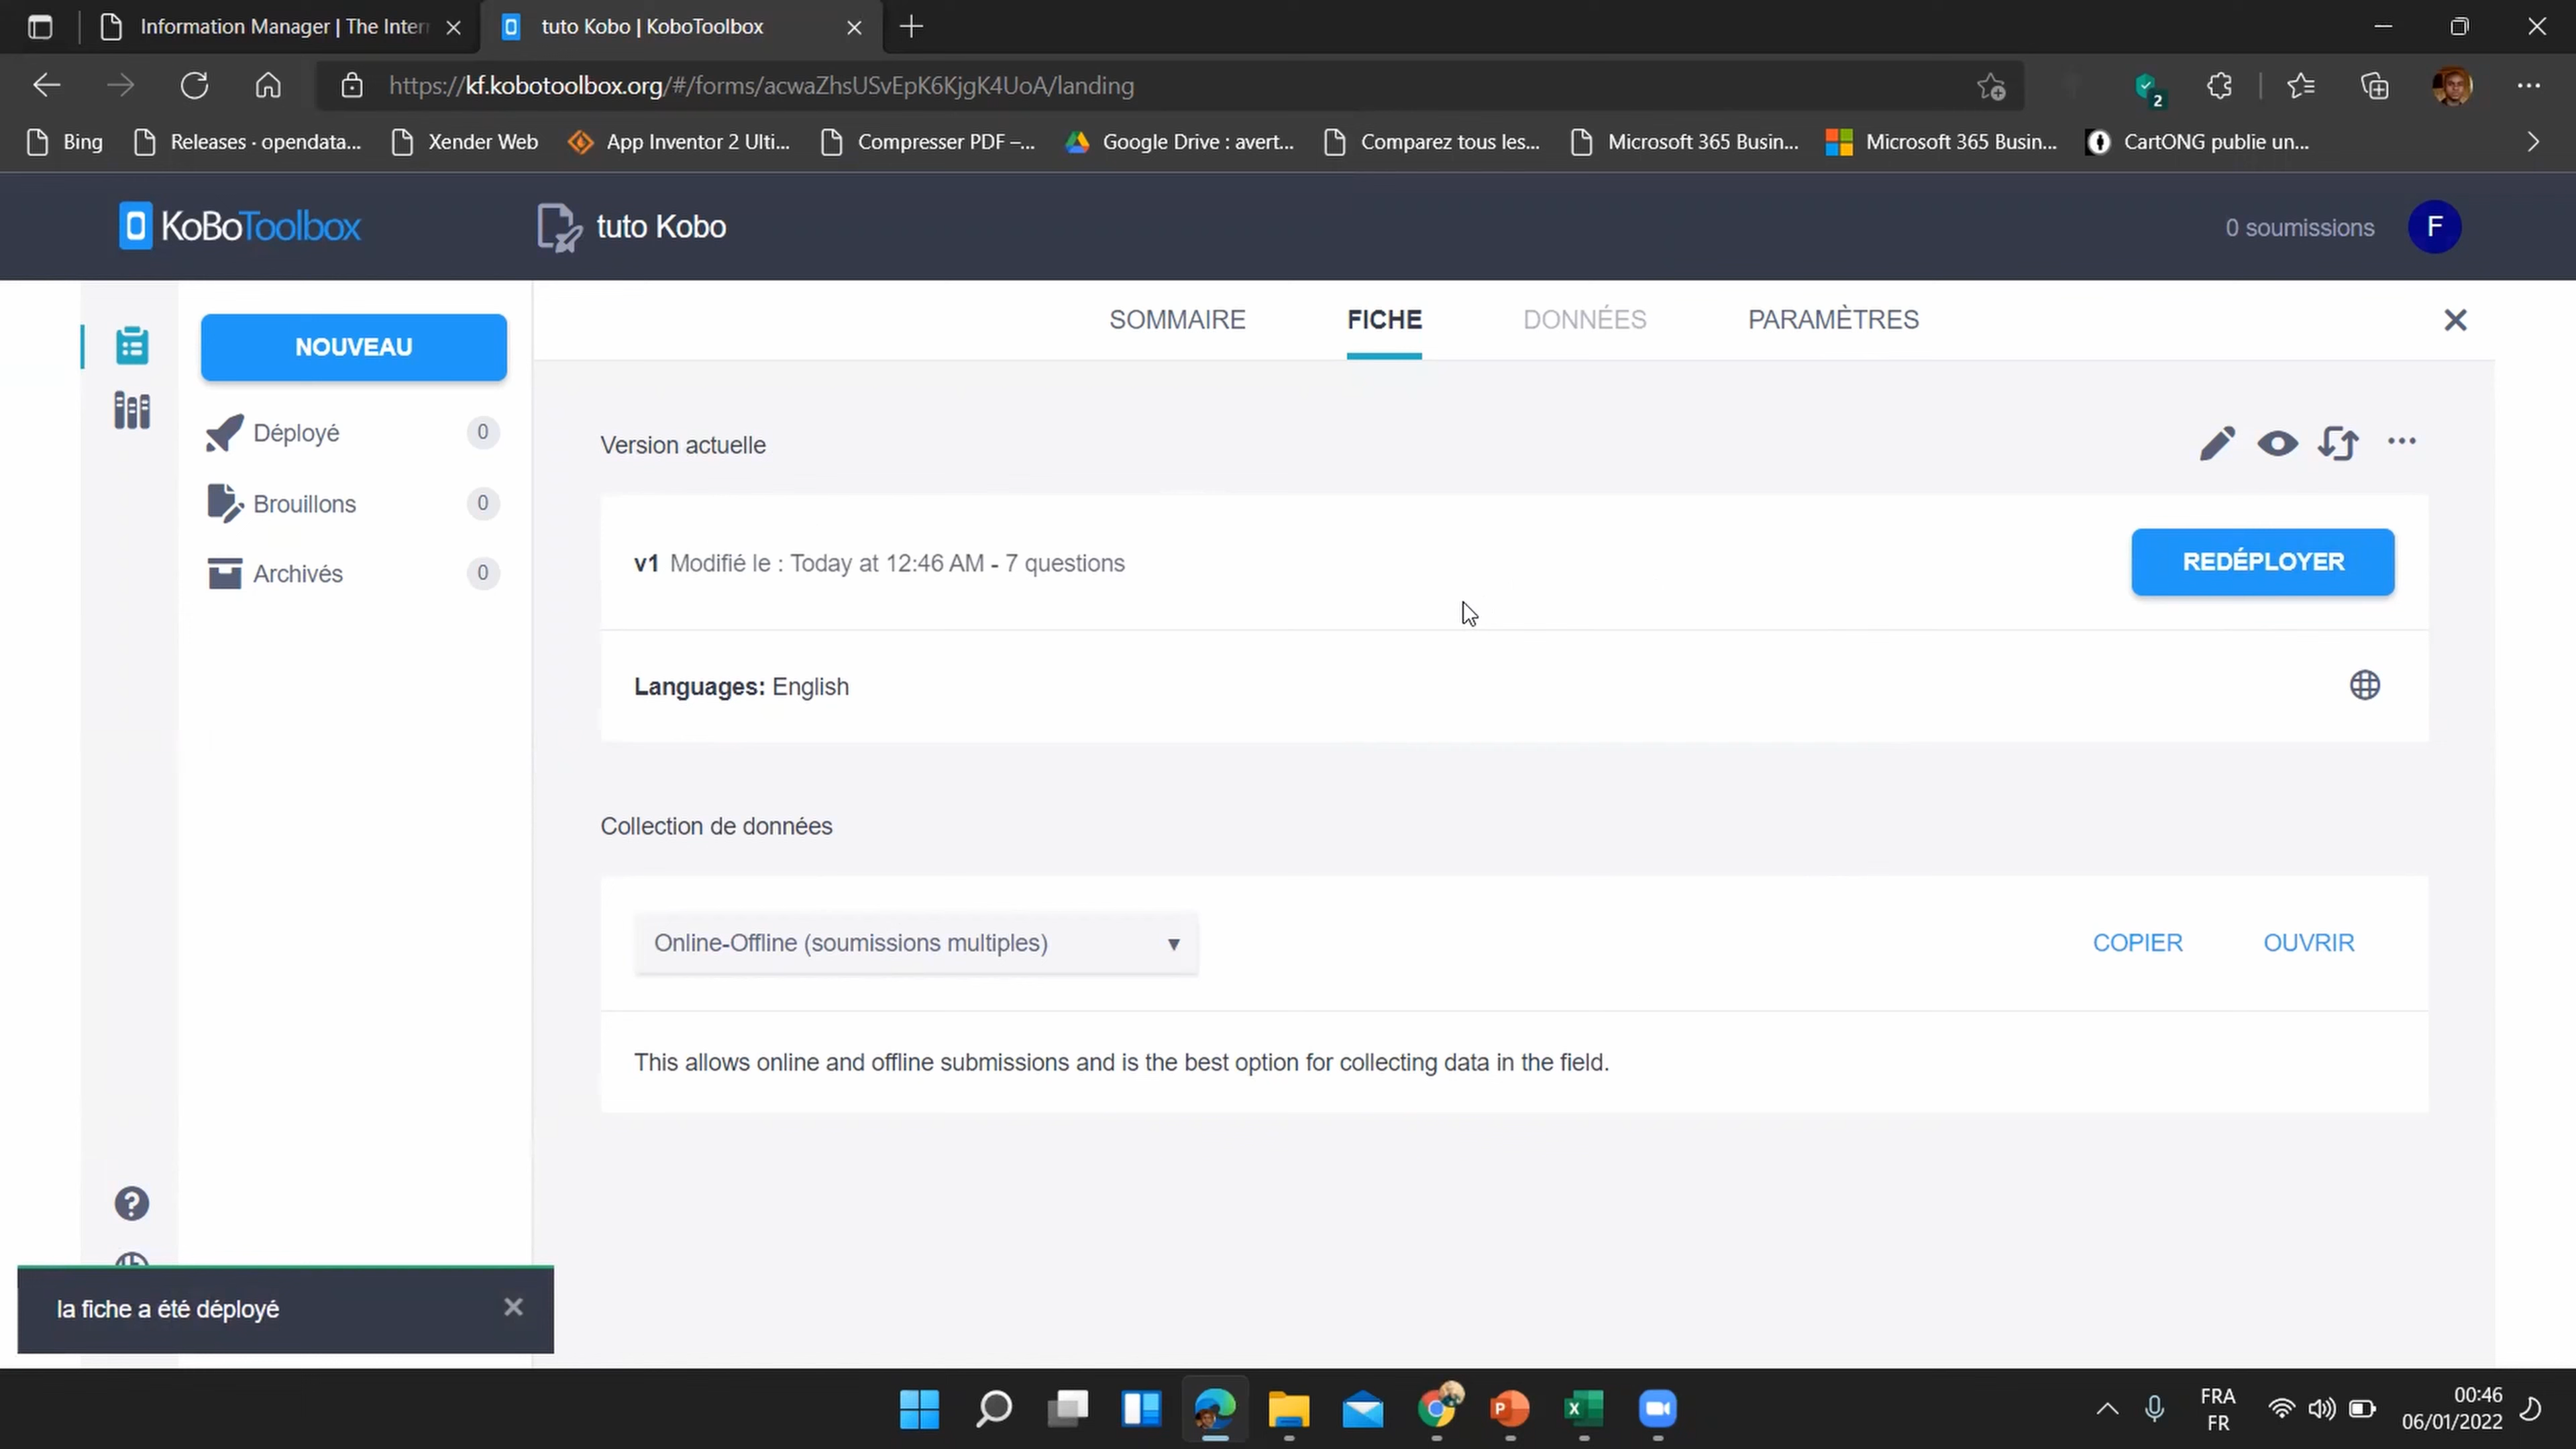 Information Manager | The Inter
tuto Kobo | KoboToolbox
https://kf.kobotoolbox.org/#/forms/acwaZhsUSvEpK6KjgK4UoA/landing
2
Bing
Releases · opendata...
Xender Web
App Inventor 2 Ulti...
Compresser PDF –...
Google Drive : avert...
Comparez tous les...
Microsoft 365 Busin...
Microsoft 365 Busin...
CartONG publie un...
KoBoToolbox
tuto Kobo
0 soumissions
F
NOUVEAU
SOMMAIRE
FICHE
DONNÉES
PARAMÈTRES
Déployé 0
Brouillons 0
Archivés 0
Version actuelle
v1 Modifié le : Today at 12:46 AM - 7 questions
REDÉPLOYER
Languages: English
Collection de données
Online-Offline (soumissions multiples)
COPIER
OUVRIR
This allows online and offline submissions and is the best option for collecting data in the field.
la fiche a été déployé
FRA
FR
00:46
06/01/2022